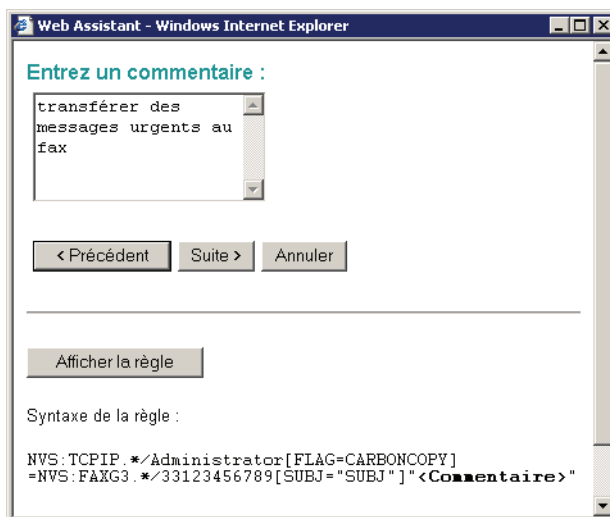 Web Assistant - Windows Internet Explorer
Entrez un commentaire :
transférer des
messages urgents au
fax
< Précédent Suite > Annuler
Afficher la règle
Syntaxe de la règle :
NVS:TCPIP.*/Administrator[FLAG=CARBONCOPY]
=NVS:FAXG3.*/33123456789[SUBJ="SUBJ"]"<Commentaire>"